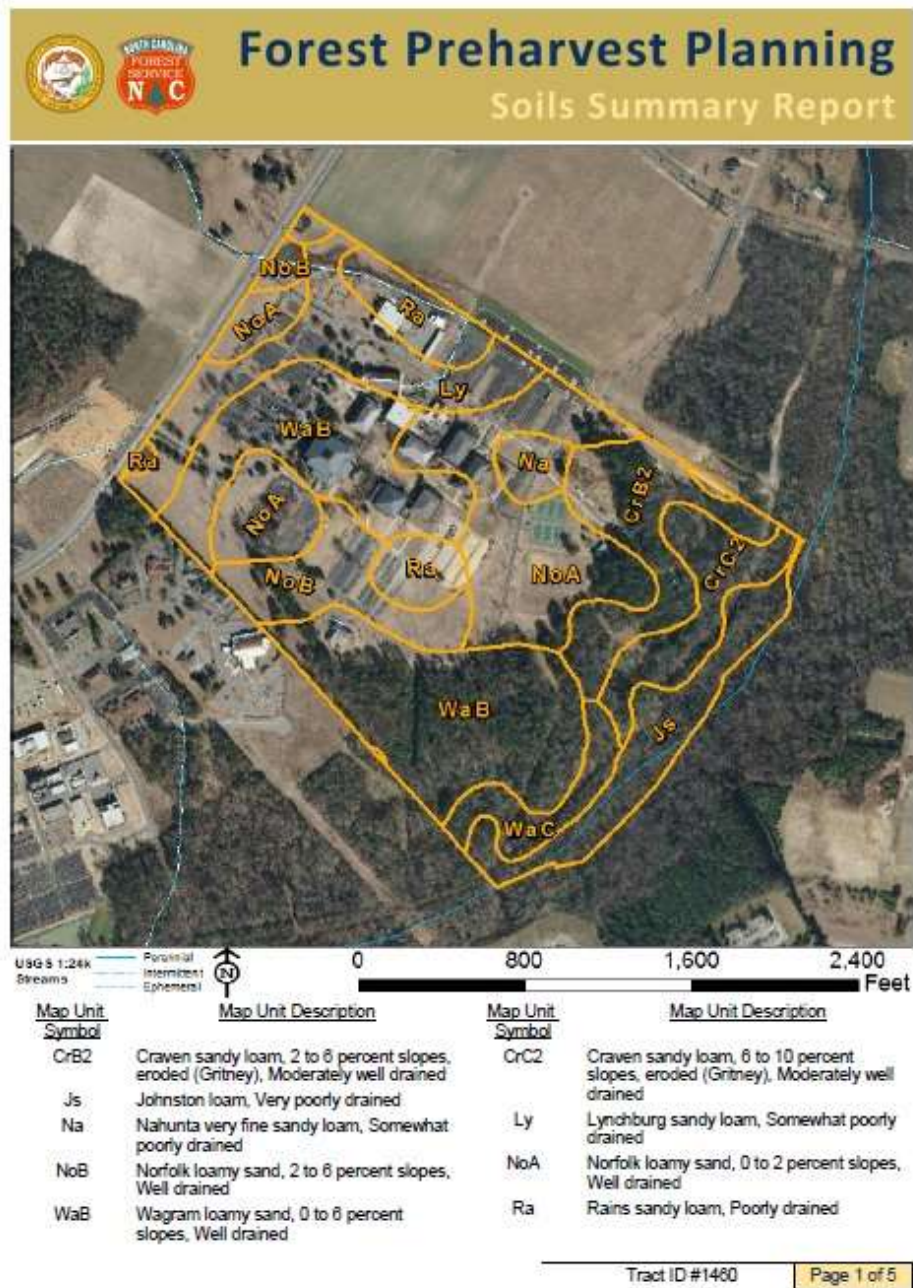 NORTH CAROLINA
FOREST
SERVICE
N C
Forest Preharvest Planning
Soils Summary Report
NoB
NoA
Ra
Ly
WaB
Ra
Na
CrB2
NoA
CrC2
NoB
Ra
NoA
WaB
Js
WaC
USGS 1:24k
Streams
Perennial
Intermittent
Ephemeral
N
0 800 1,600 2,400
Feet
Map Unit
Symbol
Map Unit Description
CrB2 Craven sandy loam, 2 to 6 percent slopes,
eroded (Gritney), Moderately well drained
Js Johnston loam, Very poorly drained
Na Nahunta very fine sandy loam, Somewhat
poorly drained
NoB Norfolk loamy sand, 2 to 6 percent slopes,
Well drained
WaB Wagram loamy sand, 0 to 6 percent
slopes, Well drained
Map Unit
Symbol
Map Unit Description
CrC2 Craven sandy loam, 6 to 10 percent
slopes, eroded (Gritney), Moderately well
drained
Ly Lynchburg sandy loam, Somewhat poorly
drained
NoA Norfolk loamy sand, 0 to 2 percent slopes,
Well drained
Ra Rains sandy loam, Poorly drained
Tract ID #1460
Page 1 of 5